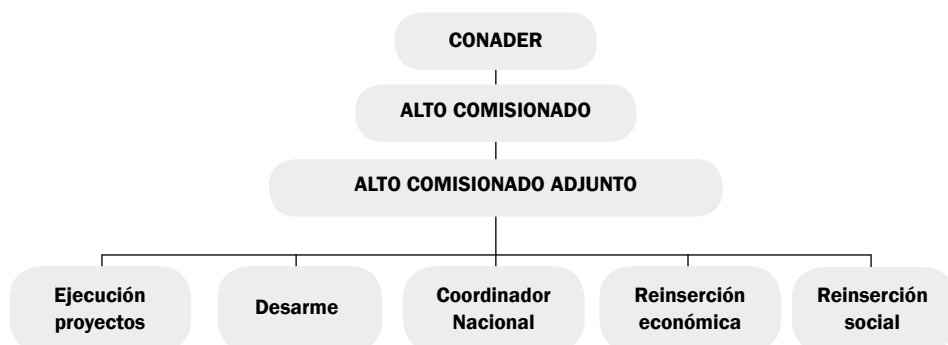 CONADER
ALTO COMISIONADO
ALTO COMISIONADO ADJUNTO
Ejecución
proyectos
Desarme
Coordinador
Nacional
Reinserción
económica
Reinserción
social